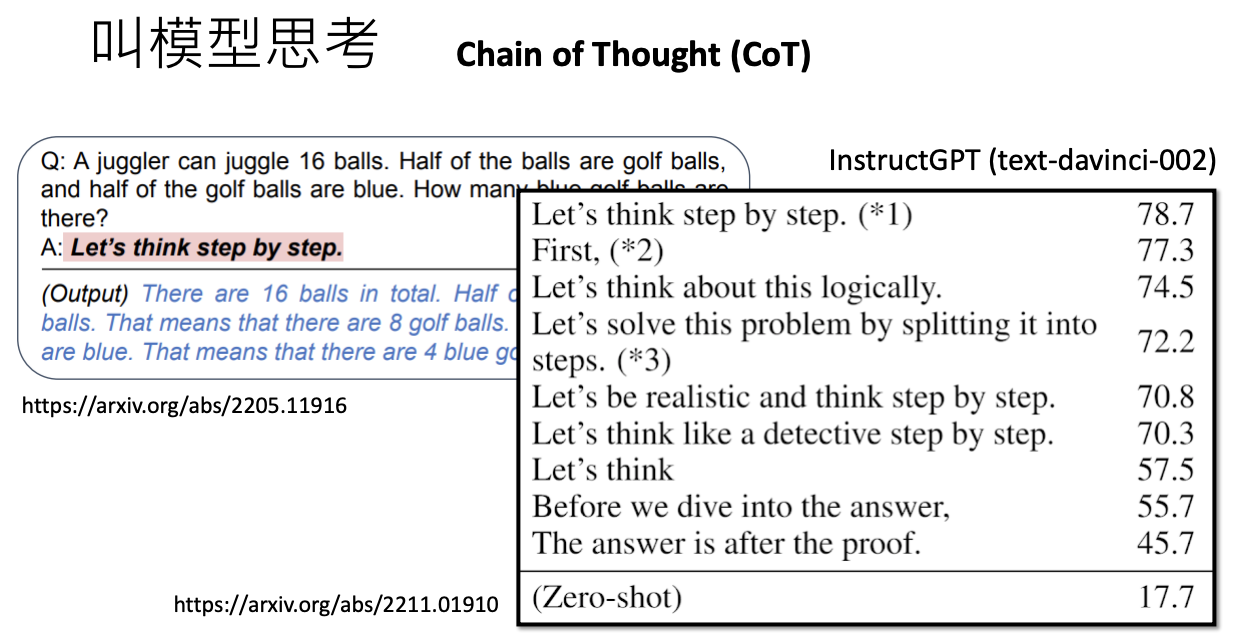 叫模型思考
Chain of Thought (CoT)
Q: A juggler can juggle 16 balls. Half of the balls are golf balls,
and half of the golf balls are blue. How many blue golf balls are
there?
A: Let's think step by step.
(Output) There are 16 balls in total. Half
balls. That means that there are 8 golf balls.
are blue. That means that there are 4 blue
https://arxiv.org/abs/2205.11916
InstructGPT (text-davinci-002)
Let's think step by step. (*1) 78.7
First, (*2) 77.3
Let's think about this logically. 74.5
Let's solve this problem by splitting it into
steps. (*3) 72.2
Let's be realistic and think step by step. 70.8
Let's think like a detective step by step. 70.3
Let's think 57.5
Before we dive into the answer, 55.7
The answer is after the proof. 45.7
(Zero-shot) 17.7
https://arxiv.org/abs/2211.01910